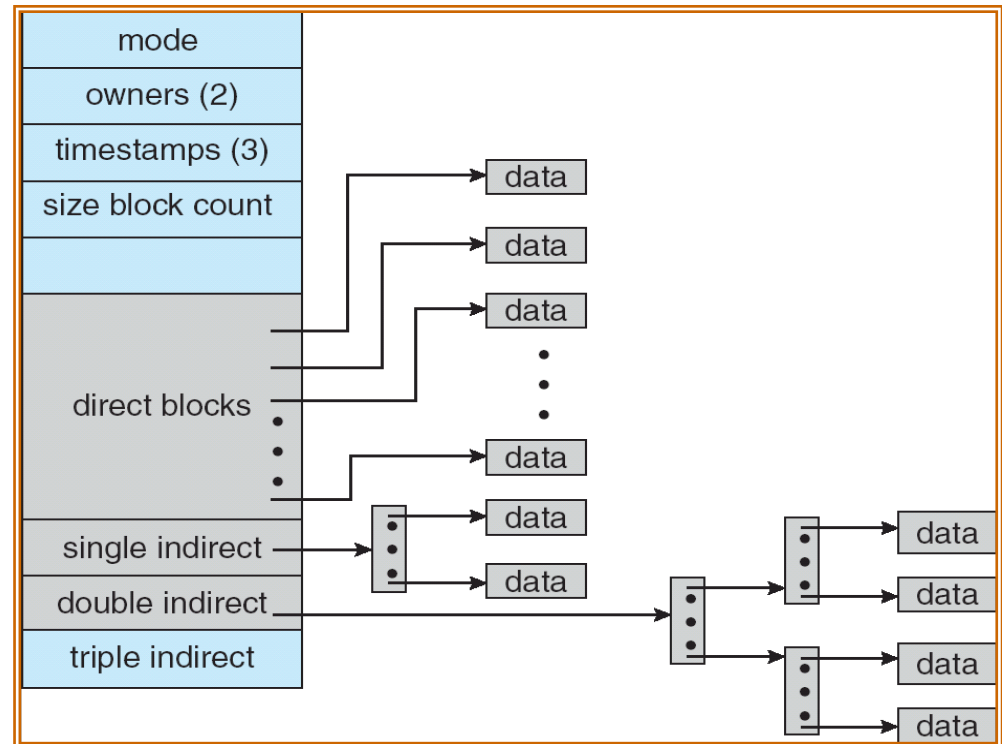 mode
owners (2)
timestamps (3)
size block count
direct blocks
single indirect
double indirect
triple indirect
data
data
data
data
data
data
data
data
data
data